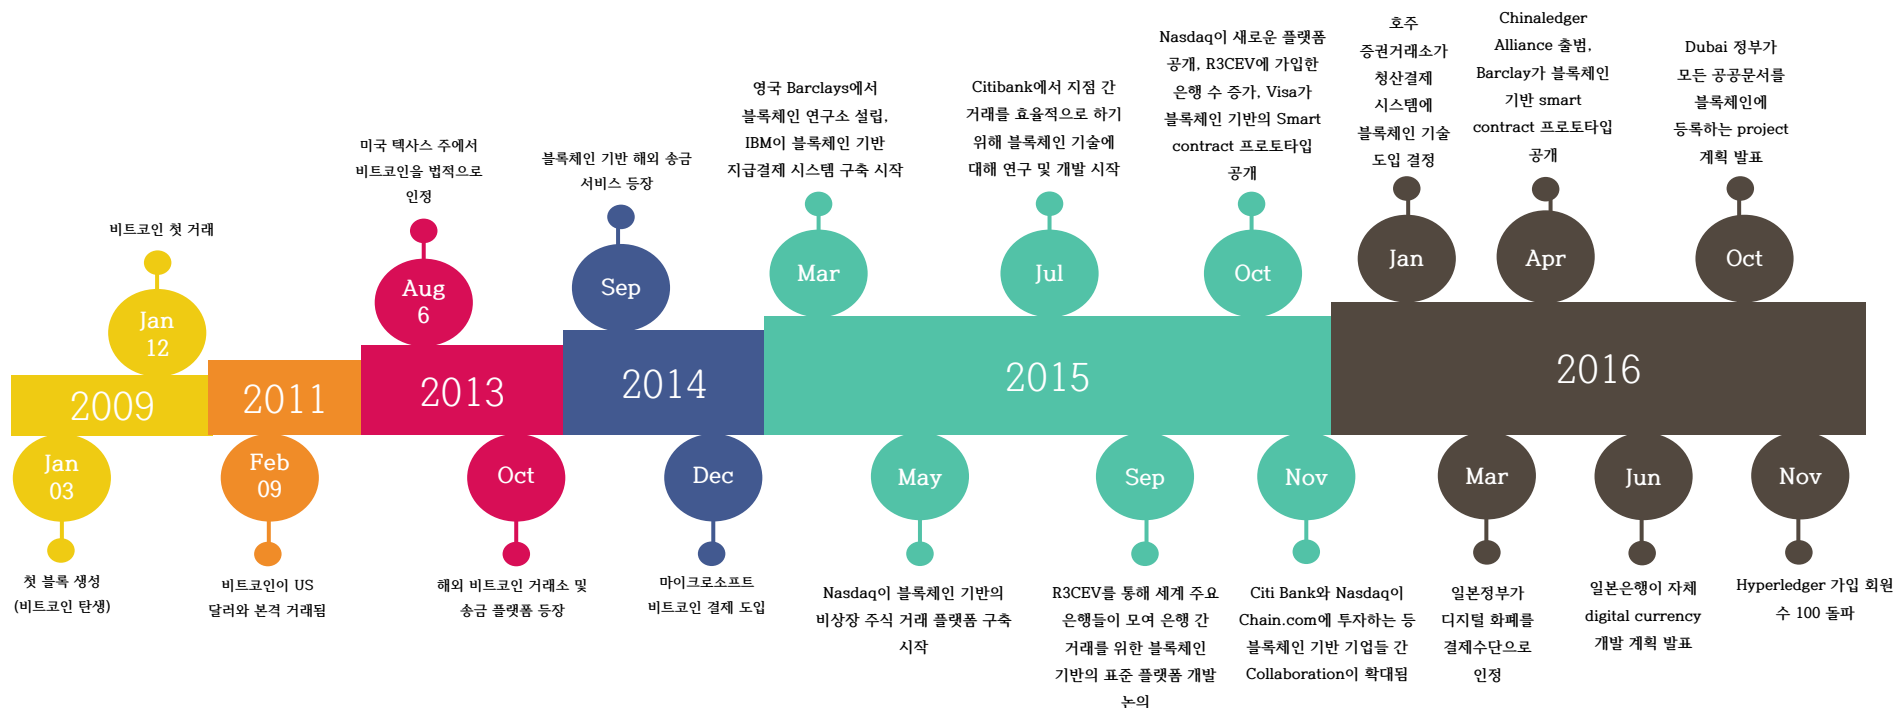 비트코인 첫 거래
Jan
12
2009
Jan
03
첫 블록 생성
(비트코인 탄생)
2011
Feb
09
비트코인이 US
달러와 본격 거래됨
미국 텍사스 주에서
비트코인을 법적으로
인정
Aug
6
2013
Oct
해외 비트코인 거래소 및
송금 플랫폼 등장
블록체인 기반 해외 송금
서비스 등장
Sep
2014
Dec
마이크로소프트
비트코인 결제 도입
영국 Barclays에서
블록체인 연구소 설립,
IBM이 블록체인 기반
지급결제 시스템 구축 시작
Mar
2015
May
Nasdaq이 블록체인 기반의
비상장 주식 거래 플랫폼 구축
시작
Citibank에서 지점 간
거래를 효율적으로 하기
위해 블록체인 기술에
대해 연구 및 개발 시작
Jul
Sep
R3CEV를 통해 세계 주요
은행들이 모여 은행 간
거래를 위한 블록체인
기반의 표준 플랫폼 개발
논의
Nasdaq이 새로운 플랫폼
공개, R3CEV에 가입한
은행 수 증가, Visa가
블록체인 기반의 Smart
contract 프로토타입
공개
Oct
Nov
Citi Bank와 Nasdaq이
Chain.com에 투자하는 등
블록체인 기반 기업들 간
Collaboration이 확대됨
호주
증권거래소가
청산결제
시스템에
블록체인 기술
도입 결정
Jan
2016
Mar
일본정부가
디지털 화폐를
결제수단으로
인정
Chinaledger
Alliance 출범,
Barclay가 블록체인
기반 smart
contract 프로토타입
공개
Apr
Jun
일본은행이 자체
digital currency
개발 계획 발표
Dubai 정부가
모든 공공문서를
블록체인에
등록하는 project
계획 발표
Oct
Nov
Hyperledger 가입 회원
수 100 돌파